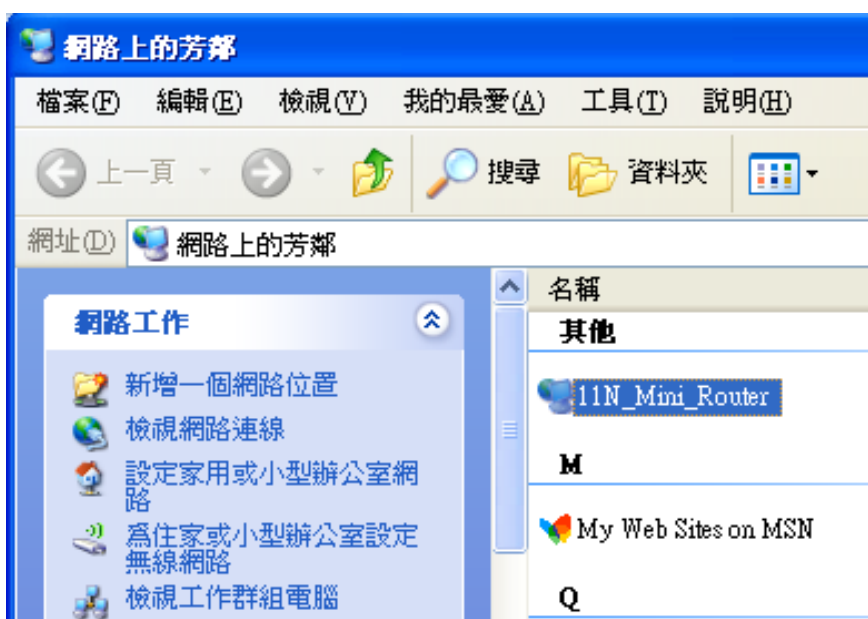 網路上的芳鄰
檔案(F) 編輯(E) 檢視(V) 我的最愛(A) 工具(T) 說明(H)
上一頁 搜尋 資料夾
網址(D) 網路上的芳鄰
網路工作
新增一個網路位置
檢視網路連線
設定家用或小型辦公室網
路
為住家或小型辦公室設定
無線網路
檢視工作群組電腦
名稱
其他
11N_Mini_Router
M
My Web Sites on MSN
Q